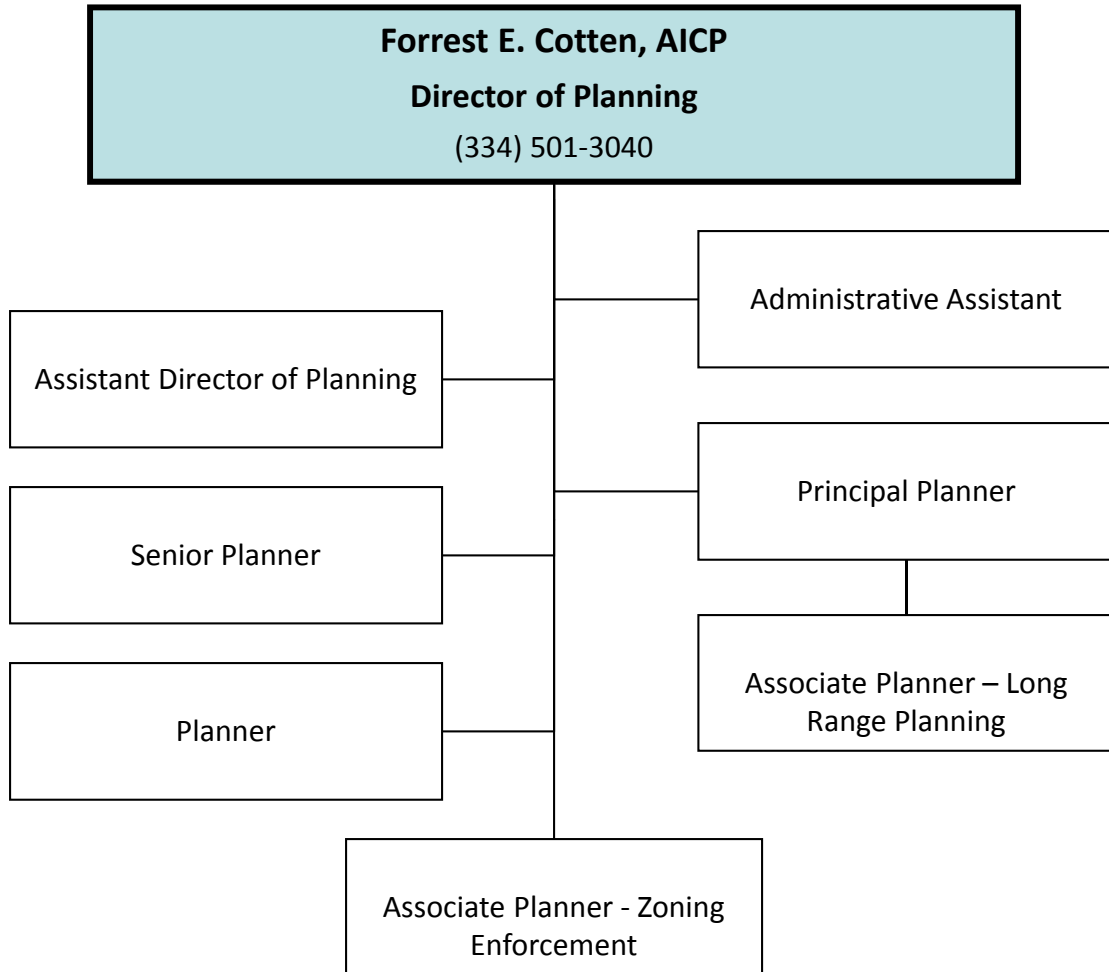 Forrest E. Cotten, AICP
Director of Planning
(334) 501-3040
Administrative Assistant
Assistant Director of Planning
Principal Planner
Senior Planner
Associate Planner – Long
Range Planning
Planner
Associate Planner - Zoning
Enforcement